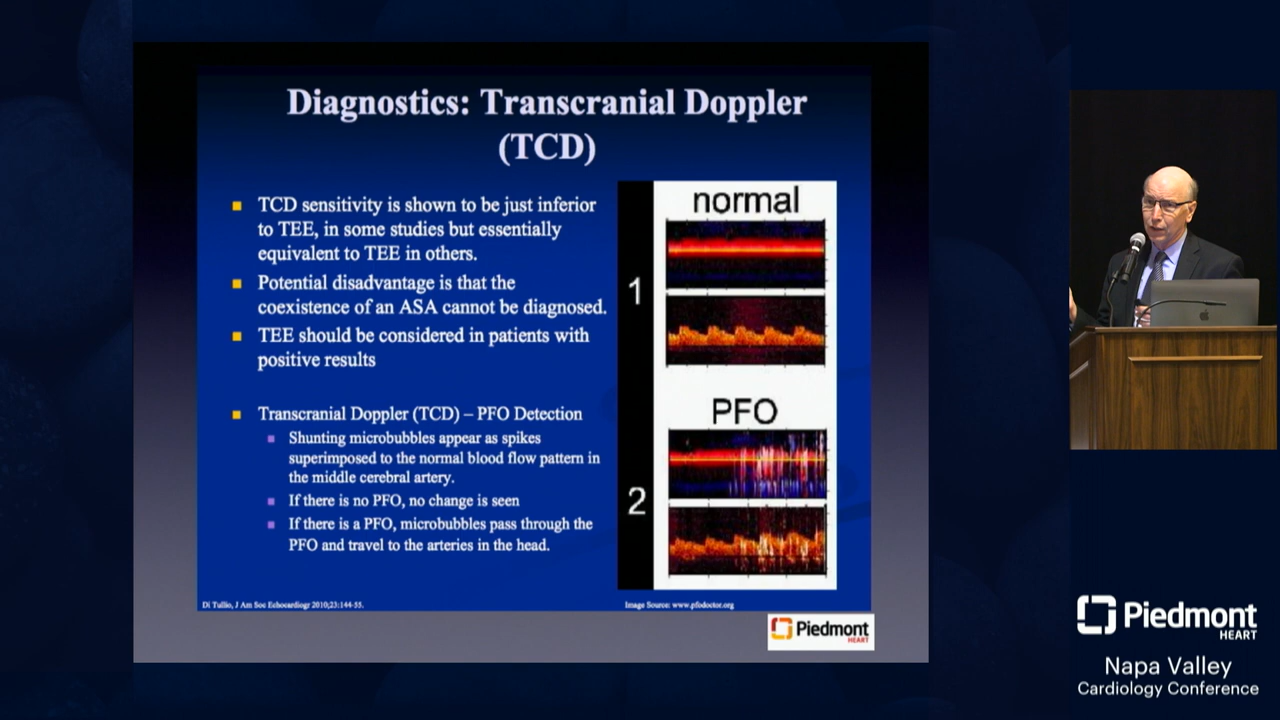 Diagnostics: Transcranial Doppler
(TCD)
TCD sensitivity is shown to be just inferior
to TEE, in some studies but essentially
equivalent to TEE in others.
Potential disadvantage is that the
coexistence of an ASA cannot be diagnosed.
TEE should be considered in patients with
positive results
Transcranial Doppler (TCD) – PFO Detection
Shunting microbubbles appear as spikes
superimposed to the normal blood flow pattern in
the middle cerebral artery.
If there is no PFO, no change is seen
If there is a PFO, microbubbles pass through the
PFO and travel to the arteries in the head.
normal
1
PFO
2
Di Tullio, J Am Soc Echocardiogr 2010;23:144-55.
Image Source: www.pfodoctor.org
Piedmont
HEART
Piedmont
HEART
Napa Valley
Cardiology Conference